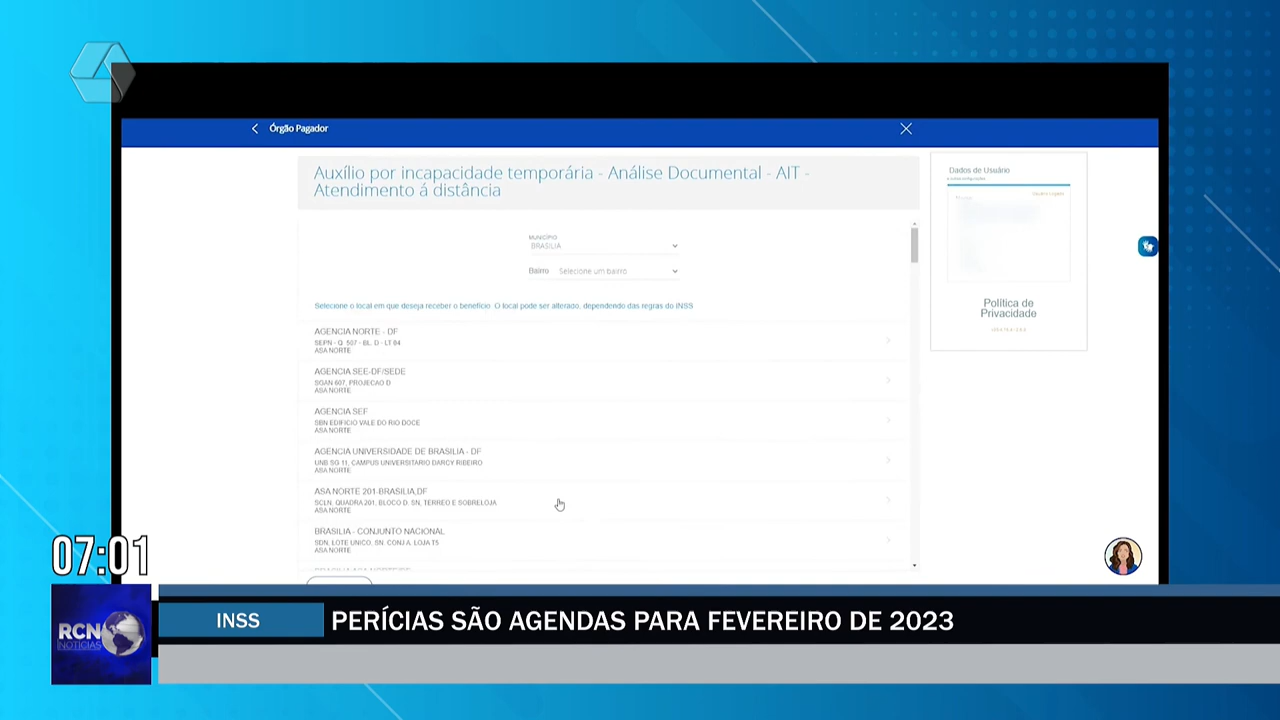 Órgão Pagador
Auxílio por incapacidade temporária - Análise Documental - AIT -
Atendimento á distância
MUNICÍPIO
BRASILIA
Bairro Selecione um bairro
Selecione o local em que deseja receber o benefício. O local pode ser alterado, dependendo das regras do INSS
AGENCIA NORTE - DF
SEPN - Q. 507 - BL. D - LT 04
ASA NORTE
AGENCIA SEE-DF/SEDE
SGAN 607, PROJECAO D
ASA NORTE
AGENCIA SEF
SBN EDIFICIO VALE DO RIO DOCE
ASA NORTE
AGENCIA UNIVERSIDADE DE BRASILIA - DF
UNB SG 11, CAMPUS UNIVERSITARIO DARCY RIBEIRO
ASA NORTE
ASA NORTE 201-BRASILIA,DF
SCLN, QUADRA 201, BLOCO D. SN, TERREO E SOBRELOJA
ASA NORTE
BRASILIA - CONJUNTO NACIONAL
SDN, LOTE UNICO, SN. CONJ A. LOJA T5
ASA NORTE
Dados de Usuário
Política de
Privacidade
07:01
RCN
NOTÍCIAS
INSS
PERÍCIAS SÃO AGENDAS PARA FEVEREIRO DE 2023